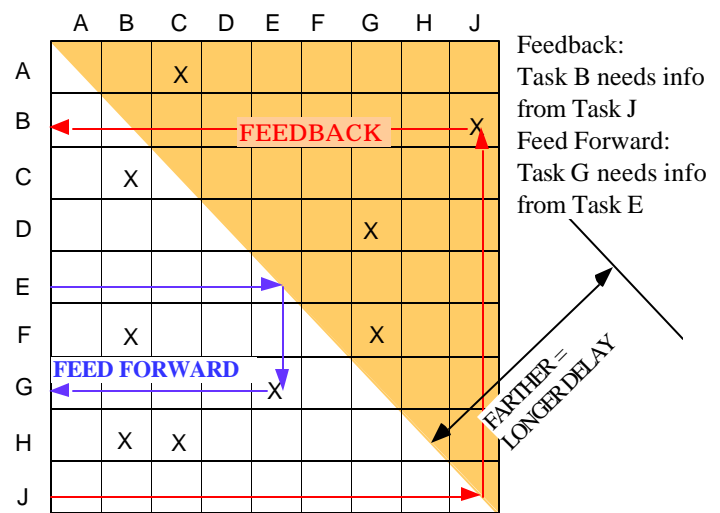 A B C D E F G H J
A X
B FEEDBACK X
C X
D X
E
F X X
FEED FORWARD
G X
H X X
J
Feedback:
Task B needs info
from Task J
Feed Forward:
Task G needs info
from Task E
FARTHER =
LONGER DELAY